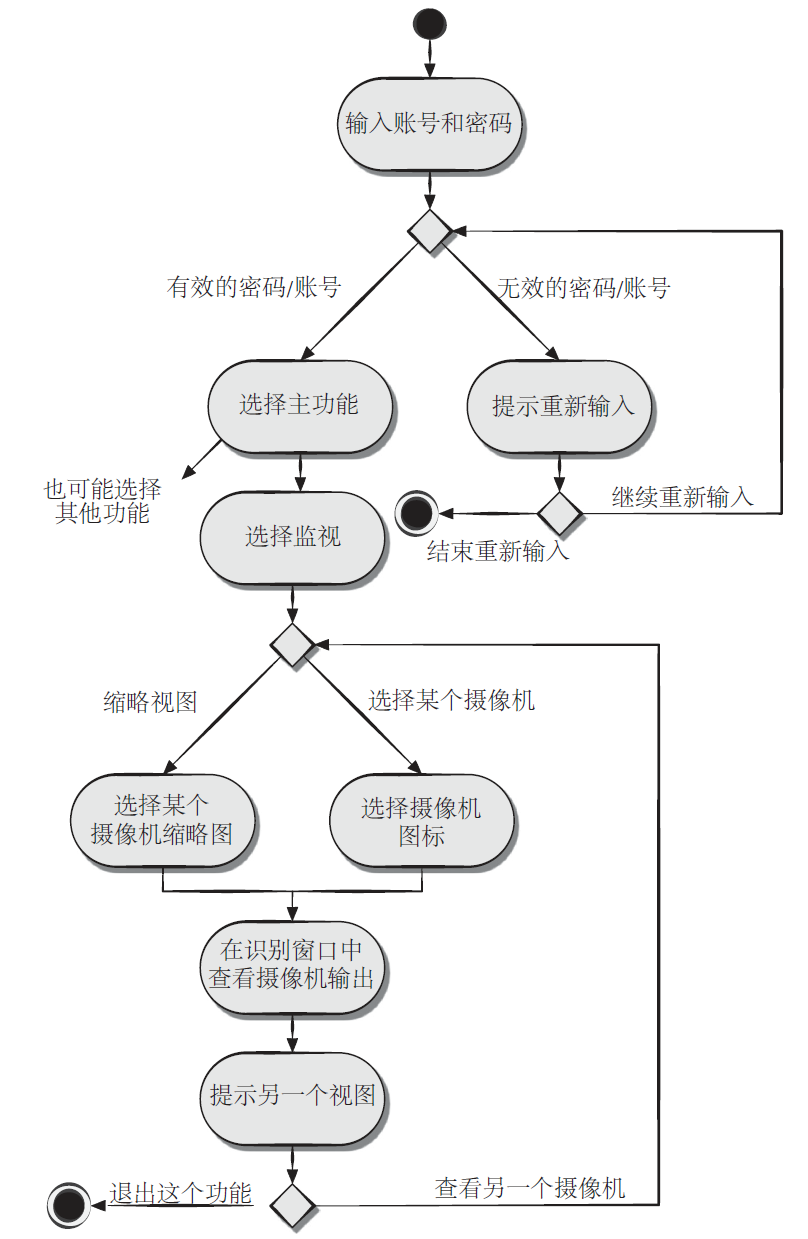 输入账号和密码
有效的密码/账号
无效的密码/账号
选择主功能
提示重新输入
也可能选择
其他功能
继续重新输入
选择监视
结束重新输入
缩略视图
选择某个摄像机
选择某个
摄像机缩略图
选择摄像机
图标
在识别窗口中
查看摄像机输出
提示另一个视图
退出这个功能
查看另一个摄像机